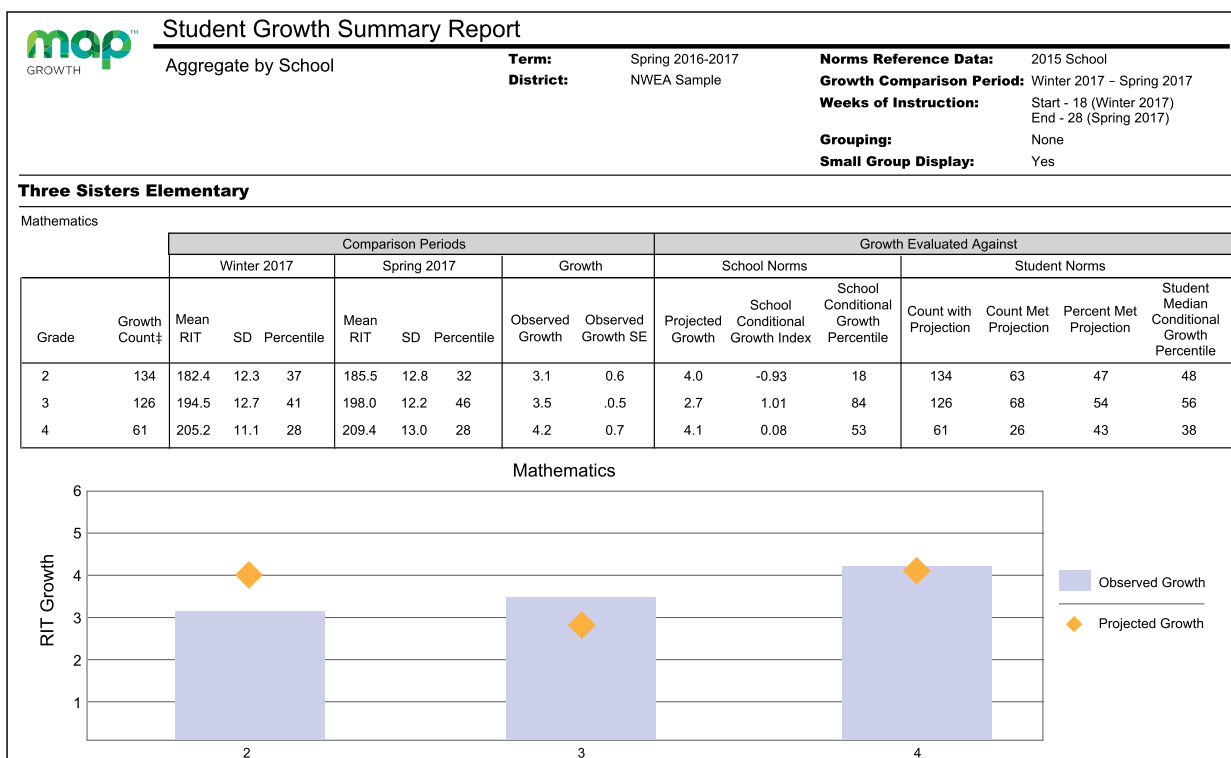 map™
GROWTH
Student Growth Summary Report
Aggregate by School
Term: Spring 2016-2017
District: NWEA Sample
Norms Reference Data: 2015 School
Growth Comparison Period: Winter 2017 – Spring 2017
Weeks of Instruction: Start - 18 (Winter 2017)
End - 28 (Spring 2017)
Grouping: None
Small Group Display: Yes
Three Sisters Elementary
Mathematics
Comparison Periods Growth Evaluated Against
Winter 2017 Spring 2017 Growth School Norms Student Norms
Grade
Growth
Count‡
Mean
RIT
SD
Percentile
Mean
RIT
SD
Percentile
Observed
Growth
Observed
Growth SE
Projected
Growth
School
Conditional
Growth Index
School
Conditional
Growth
Percentile
Count with
Projection
Count Met
Projection
Percent Met
Projection
Student
Median
Conditional
Growth
Percentile
2 134 182.4 12.3 37 185.5 12.8 32 3.1 0.6 4.0 -0.93 18 134 63 47 48
3 126 194.5 12.7 41 198.0 12.2 46 3.5 .0.5 2.7 1.01 84 126 68 54 56
4 61 205.2 11.1 28 209.4 13.0 28 4.2 0.7 4.1 0.08 53 61 26 43 38
Mathematics
RIT Growth
6
5
4
3
2
1
2 3 4
Observed Growth
Projected Growth